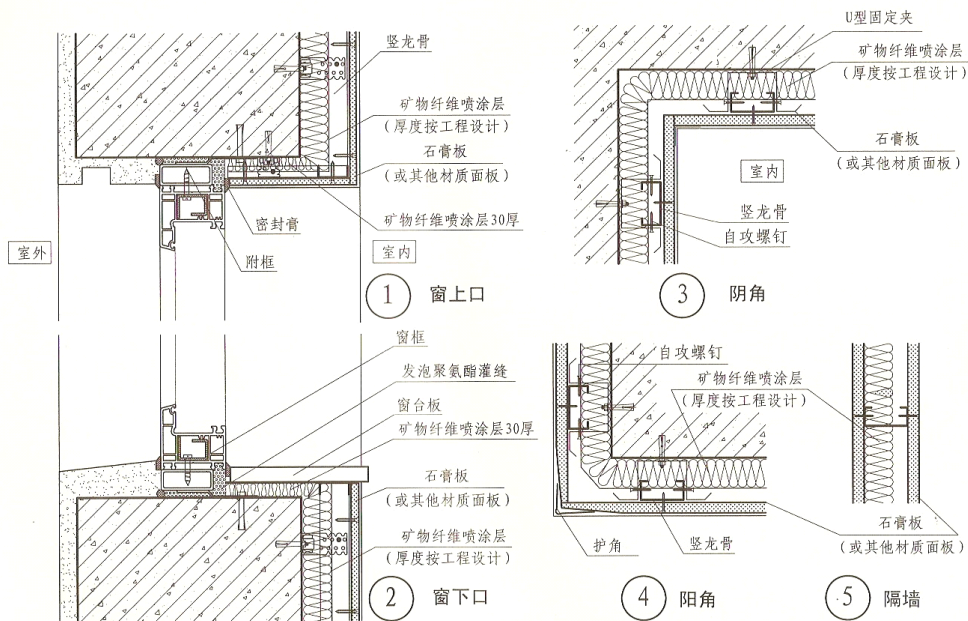 竖龙骨
矿物纤维喷涂层
(厚度按工程设计)
石膏板
(或其他材质面板)
矿物纤维喷涂层30厚
密封膏
附框
室外
室内
1 窗上口
窗框
发泡聚氨酯灌缝
窗台板
矿物纤维喷涂层30厚
石膏板
(或其他材质面板)
矿物纤维喷涂层
(厚度按工程设计)
2 窗下口
U型固定夹
矿物纤维喷涂层
(厚度按工程设计)
石膏板
(或其他材质面板)
室内
竖龙骨
自攻螺钉
3 阴角
自攻螺钉
矿物纤维喷涂层
(厚度按工程设计)
石膏板
(或其他材质面板)
护角
竖龙骨
4 阳角
5 隔墙